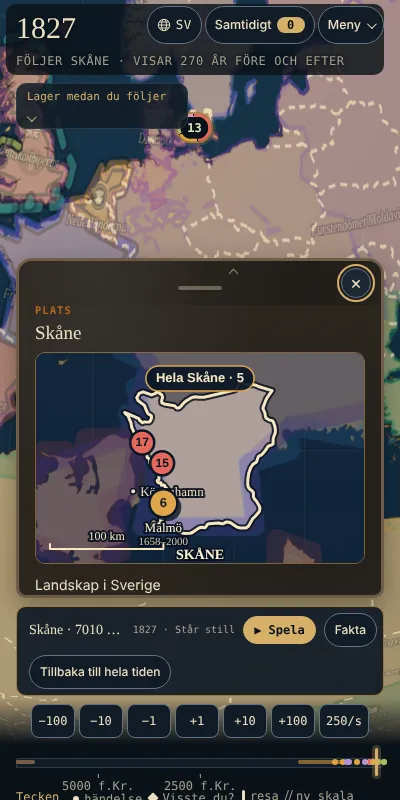 1827
SV
Samtidigt 0
Meny
FÖLJER SKÅNE · VISAR 270 ÅR FÖRE OCH EFTER
Lager medan du följer
13
PLATS
Skåne
×
Hela Skåne · 5
17
15
6
Malmö
1658–2000
100 km
SKÅNE
Landskap i Sverige
Skåne · 7010 …
1827 · Står still
▶ Spela
Fakta
Tillbaka till hela tiden
−100
−10
−1
+1
+10
+100
250/s
5000 f.Kr.
2500 f.Kr.
Tecken
● händelse
◆ Visste du?
resa // ny skala